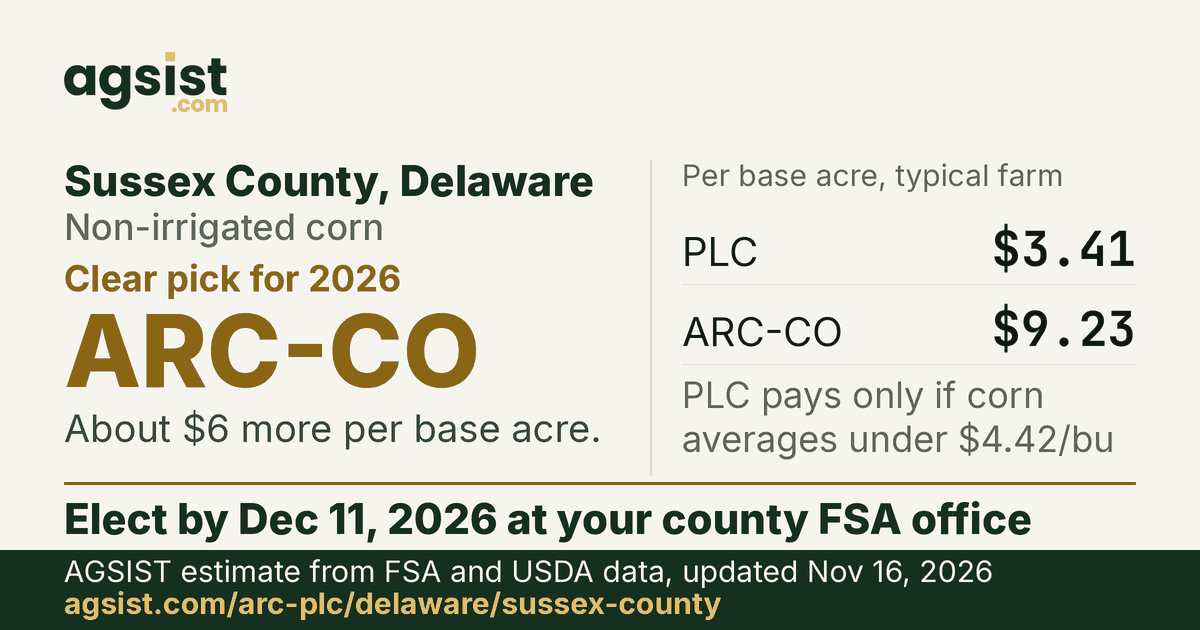 agsist
.com
Sussex County, Delaware
Non-irrigated corn
Clear pick for 2026
ARC-CO
About $6 more per base acre.
Per base acre, typical farm
PLC $3.41
ARC-CO $9.23
PLC pays only if corn
averages under $4.42/bu
Elect by Dec 11, 2026 at your county FSA office
AGSIST estimate from FSA and USDA data, updated Nov 16, 2026
agsist.com/arc-plc/delaware/sussex-county